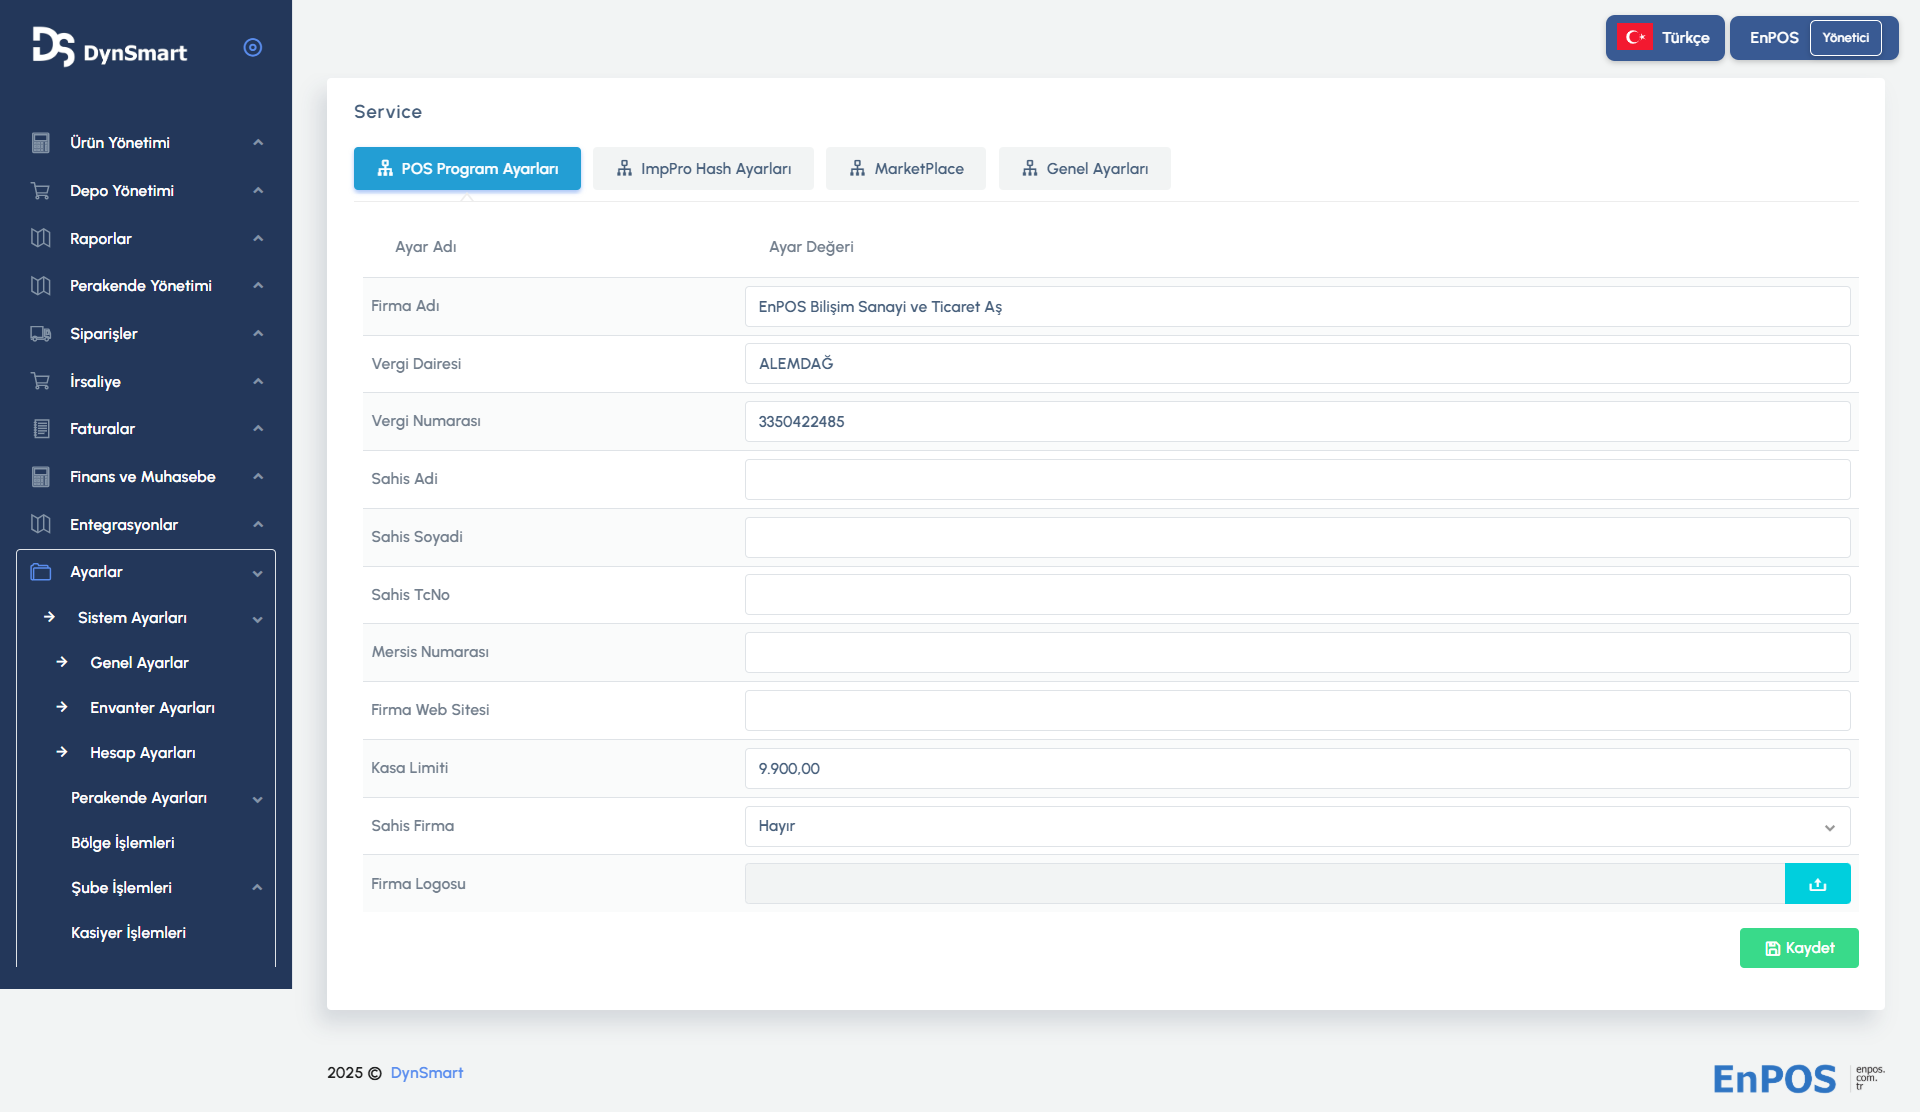 DS DynSmart
Türkçe
EnPOS Yönetici
Ürün Yönetimi
Depo Yönetimi
Raporlar
Perakende Yönetimi
Siparişler
İrsaliye
Faturalar
Finans ve Muhasebe
Entegrasyonlar
Ayarlar
Sistem Ayarları
Genel Ayarlar
Envanter Ayarları
Hesap Ayarları
Perakende Ayarları
Bölge İşlemleri
Şube İşlemleri
Kasiyer İşlemleri
Service
POS Program Ayarları
ImpPro Hash Ayarları
MarketPlace
Genel Ayarları
Ayar Adı Ayar Değeri
Firma Adı EnPOS Bilişim Sanayi ve Ticaret Aş
Vergi Dairesi ALEMDAĞ
Vergi Numarası 3350422485
Sahis Adi
Sahis Soyadi
Sahis TcNo
Mersis Numarası
Firma Web Sitesi
Kasa Limiti 9.900,00
Sahis Firma Hayır
Firma Logosu
Kaydet
2025 © DynSmart
EnPOS
enpos.
com.
tr